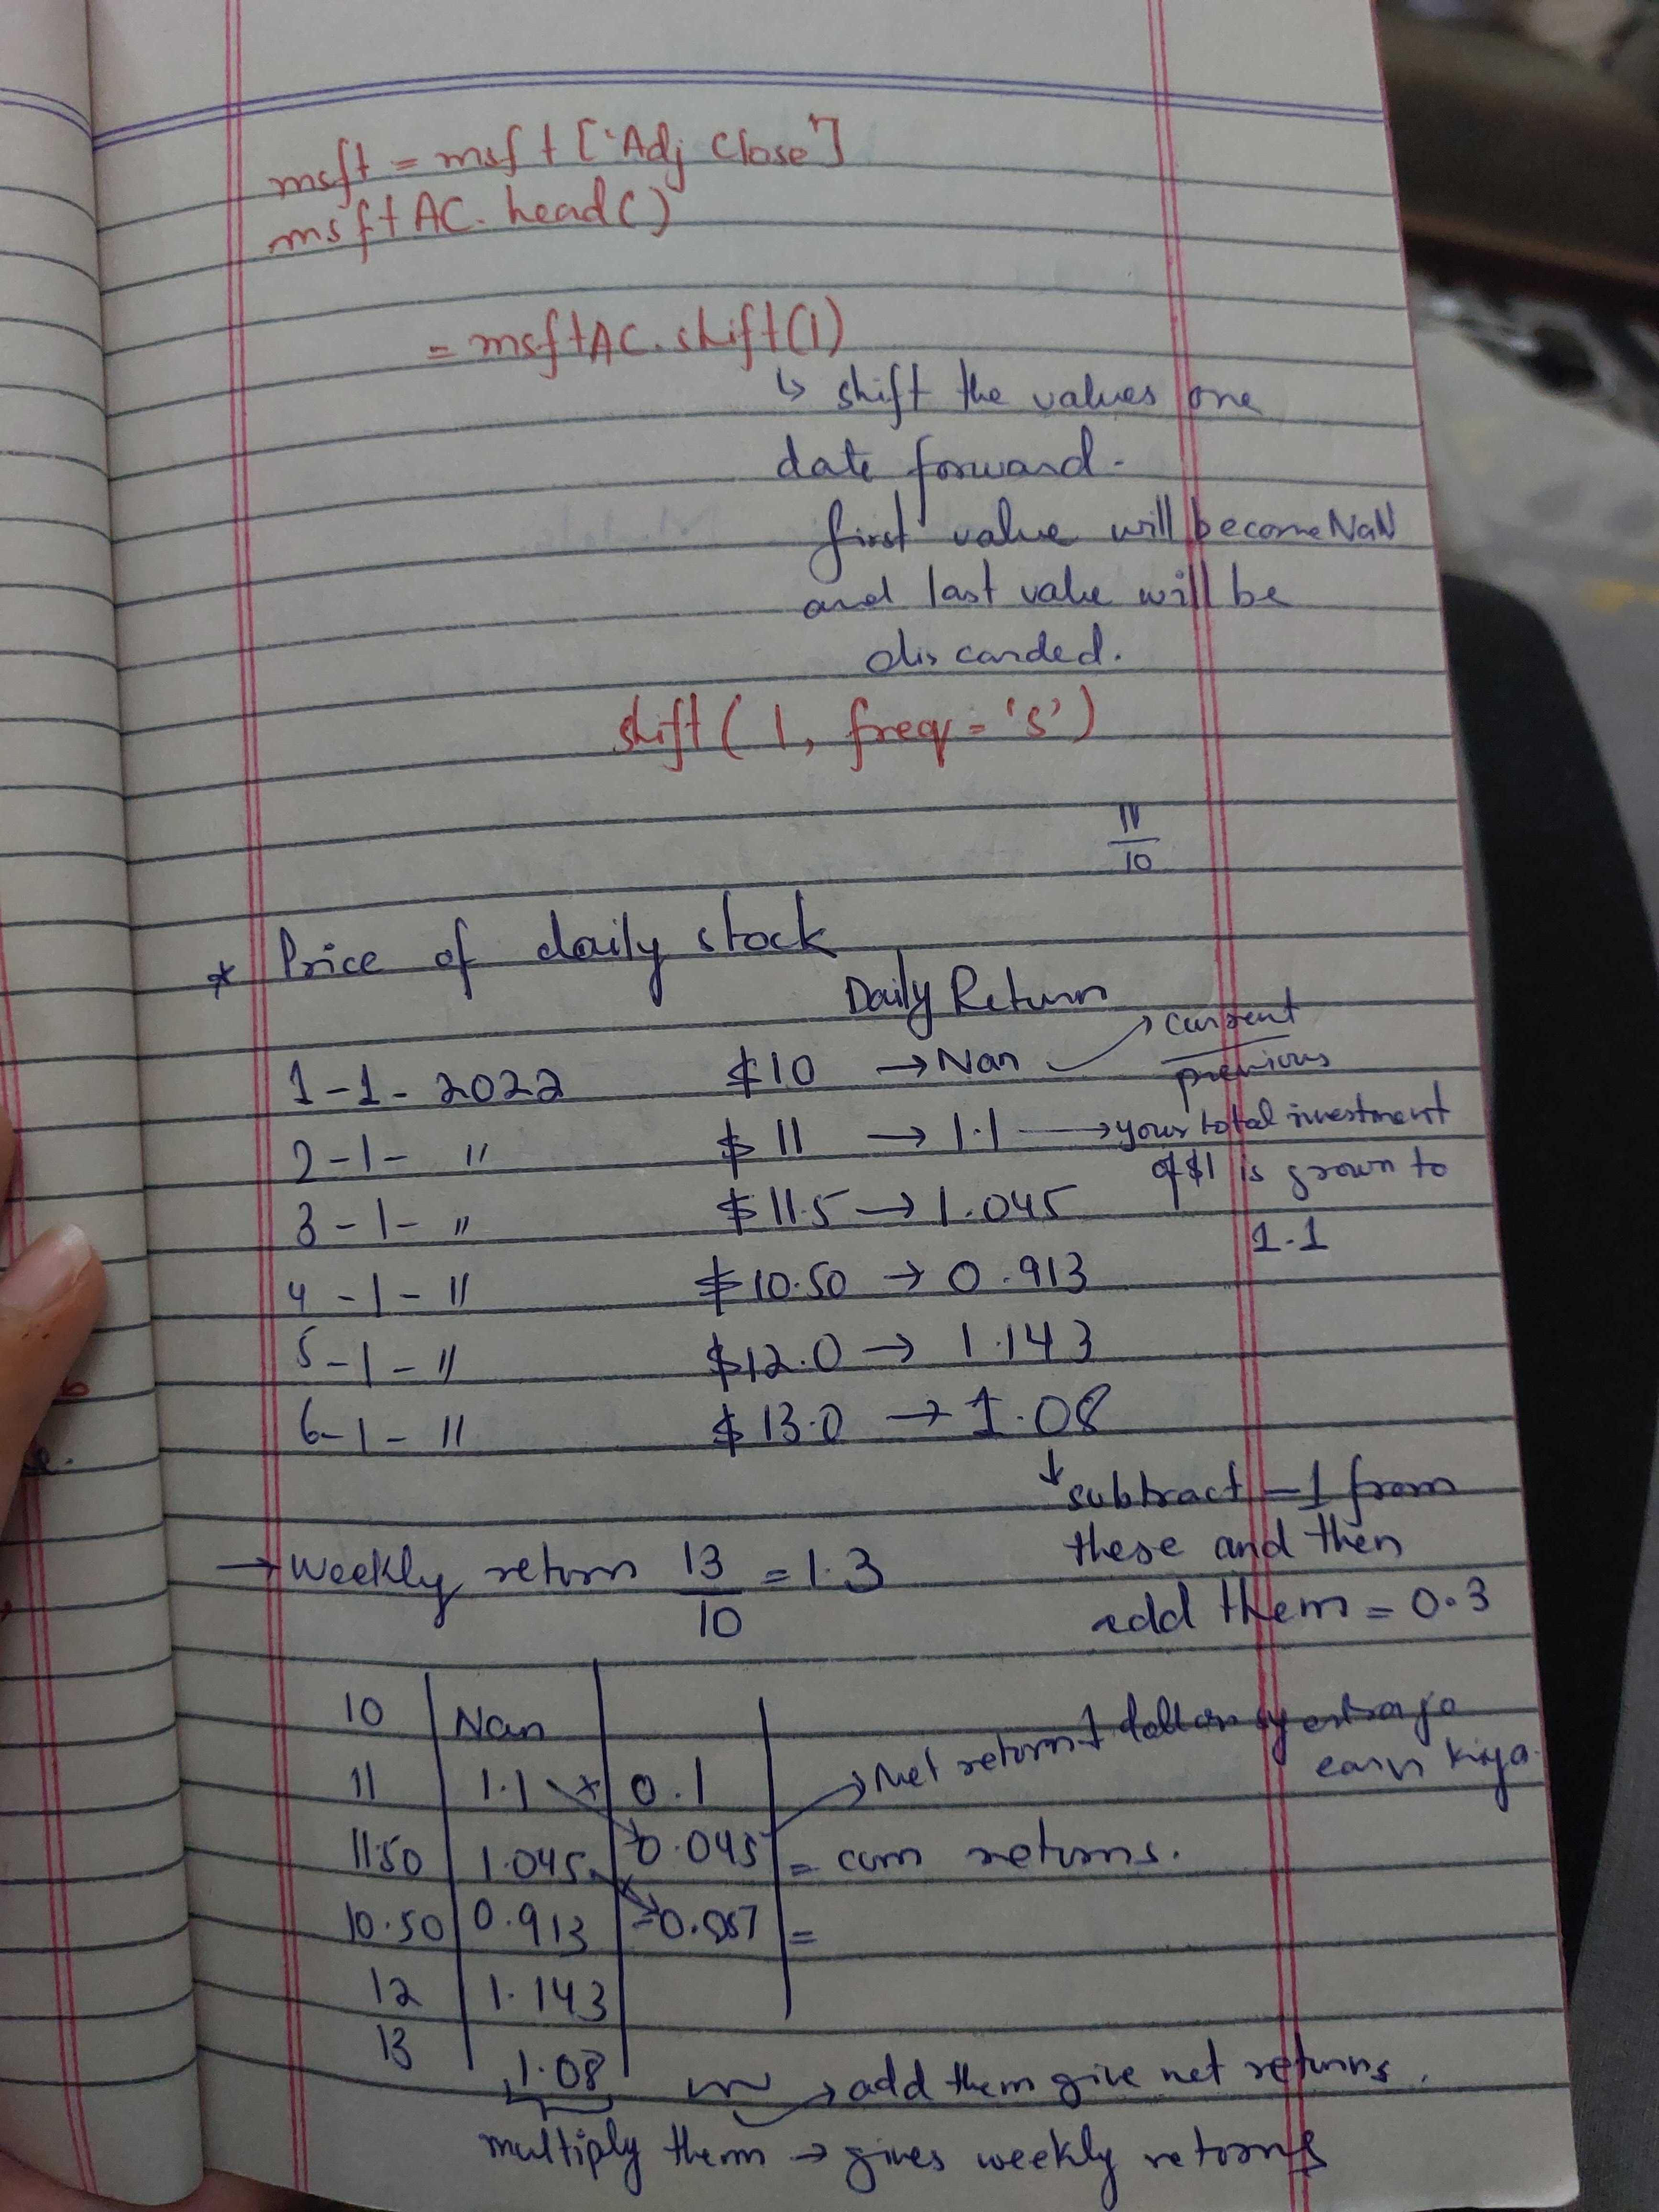 msft = msft['Adj Close']
msftAC.head()
= msftAC.shift(1)
↳ shift the values one
date forward.
first value will become NaN
and last value will be
discarded.
shift(1, freq='s')
11
10
* Price of daily stock
Daily Return
1-1-2022 $10 → Nan → current
previous
2-1- " $11 → 1.1 → your total investment
of $1 is grown to
1.1
3-1- " $11.5 → 1.045
4-1- " $10.50 → 0.913
5-1- " $12.0 → 1.143
6-1- " $13.0 → 1.08
↓ subtract -1 from
these and then
add them = 0.3
→ Weekly return 13 = 1.3
10
10 Nan
11 1.1 × 0.1 → Net return 1 dollar extra jo
earn kiya.
11.50 1.045 × 0.045 = cum returns.
10.50 0.913 -0.087 =
12 1.143
13 1.08
→ add them give net returns.
multiply them → gives weekly returns